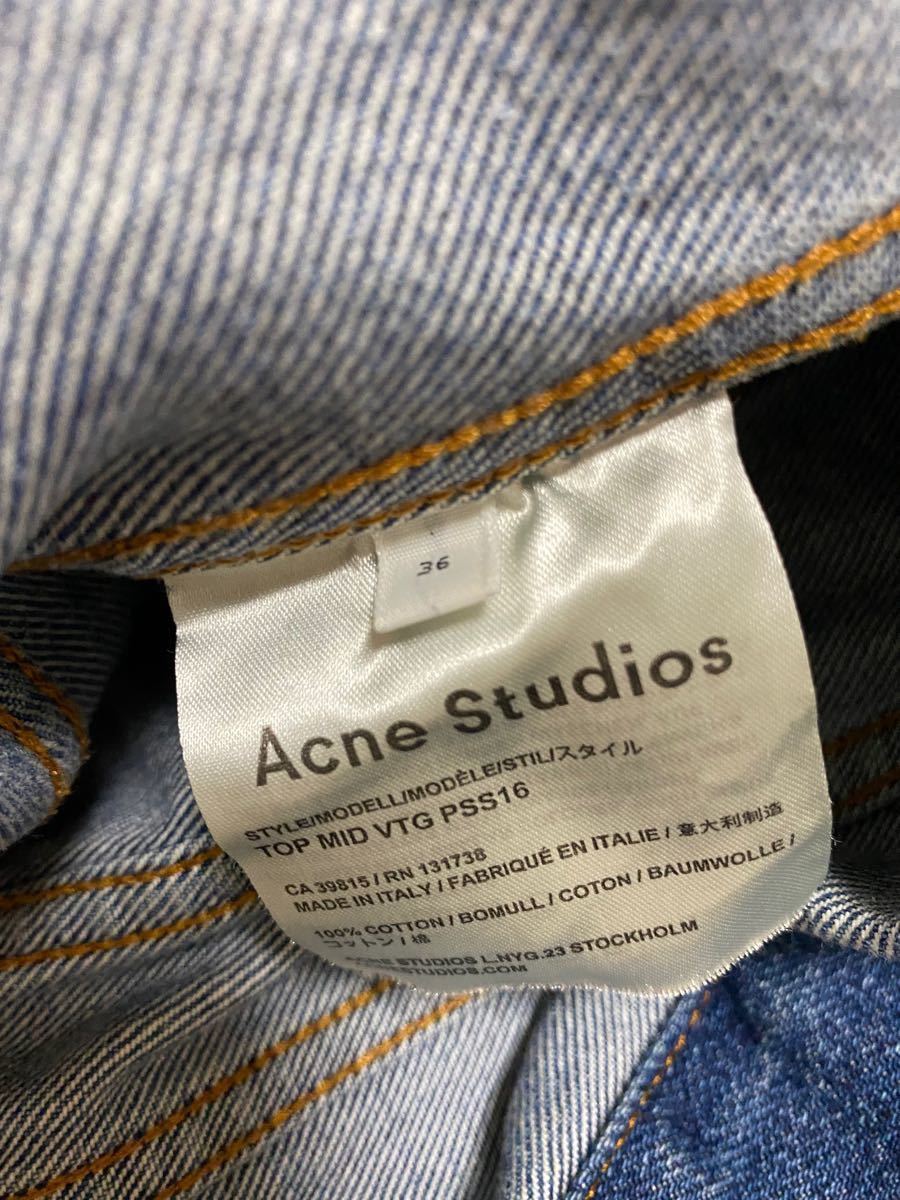 36
Acne Studios
STYLE/MODELL/MODÈLE/STIL/スタイル
TOP MID VTG PSS16
CA 39815 / RN 131738
MADE IN ITALY / FABRIQUÉ EN ITALIE / 意大利制造
100% COTTON / BOMULL / COTON / BAUMWOLLE /
コットン / 棉
ACNE STUDIOS L.NYG.23 STOCKHOLM
STUDIOS.COM